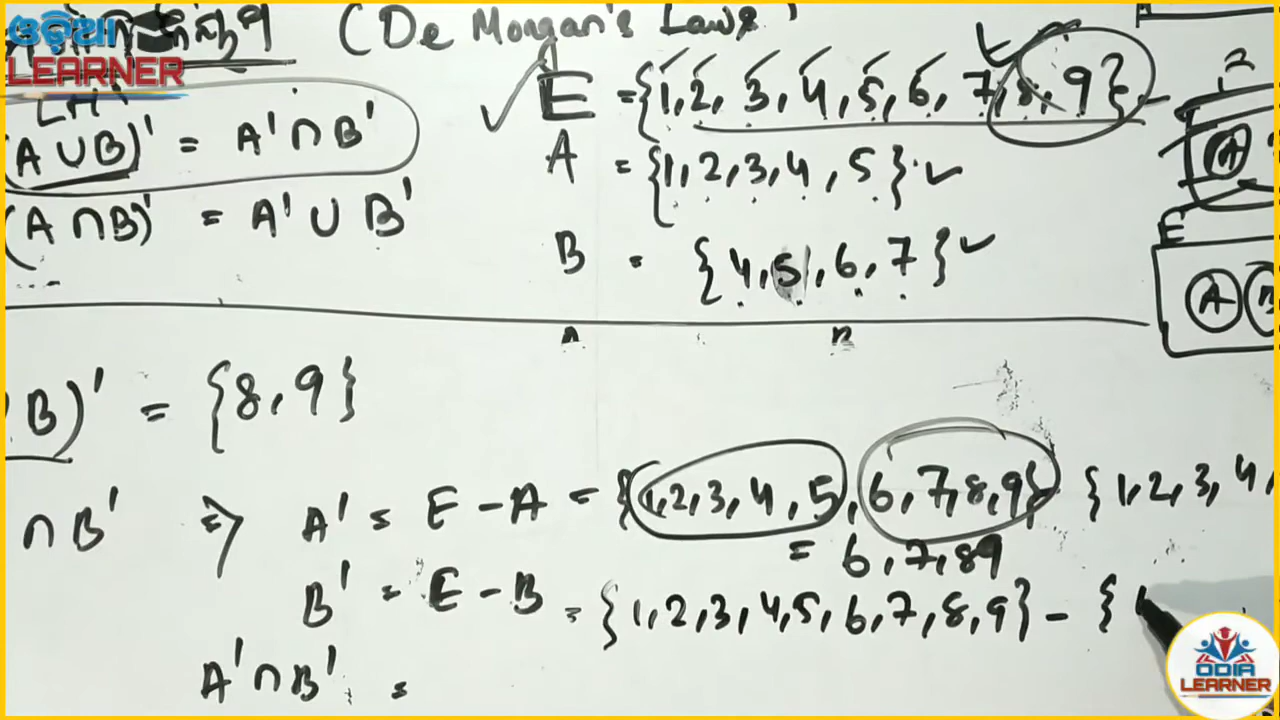 ଓଡ଼ିଆ
LEARNER
(De Morgan's Laws)
(A ∪ B)' = A' ∩ B'
(A ∩ B)' = A' ∪ B'
E = {1, 2, 3, 4, 5, 6, 7, 8, 9}
A = {1, 2, 3, 4, 5}
B = {4, 5, 6, 7}
A
E
A B
B)' = {8, 9}
∩ B' ⇒ A' = E - A = {1, 2, 3, 4, 5, 6, 7, 8, 9} {1, 2, 3, 4,
= 6, 7, 89
B' = E - B = {1, 2, 3, 4, 5, 6, 7, 8, 9} - {
A' ∩ B' =
ODIA
LEARNER